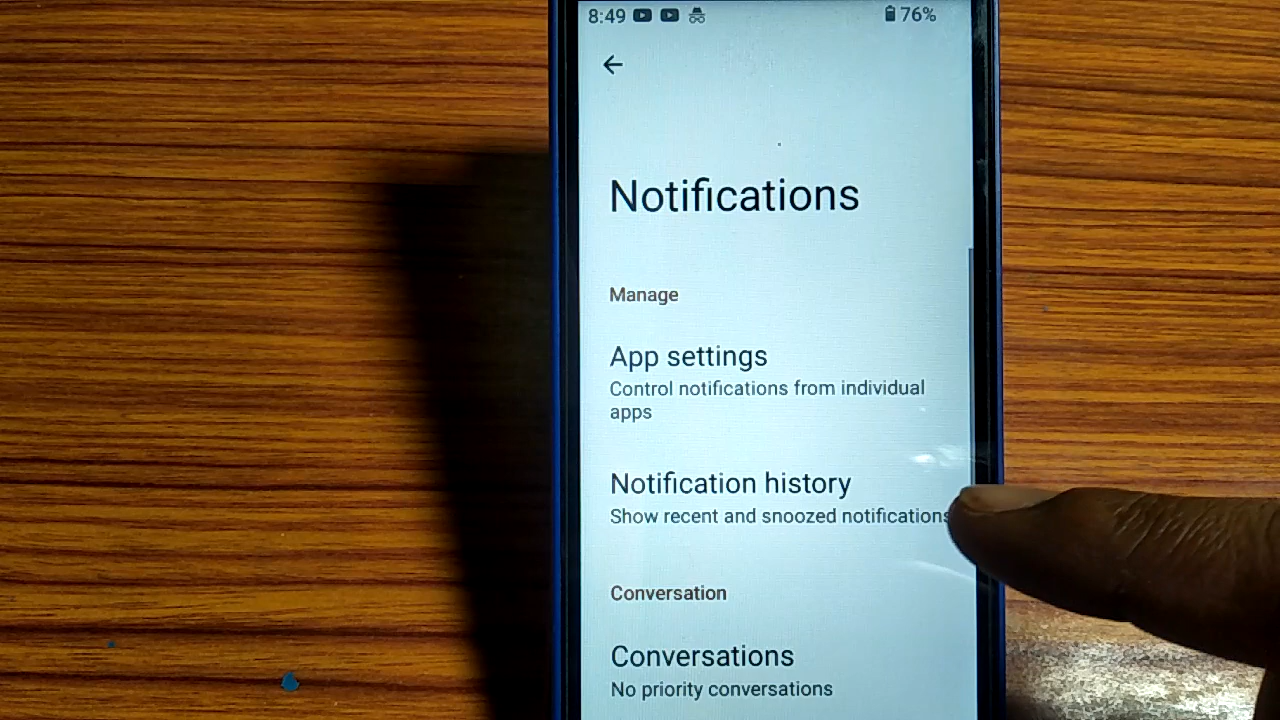 8:49 76%
Notifications
Manage
App settings
Control notifications from individual
apps
Notification history
Show recent and snoozed notifications
Conversation
Conversations
No priority conversations